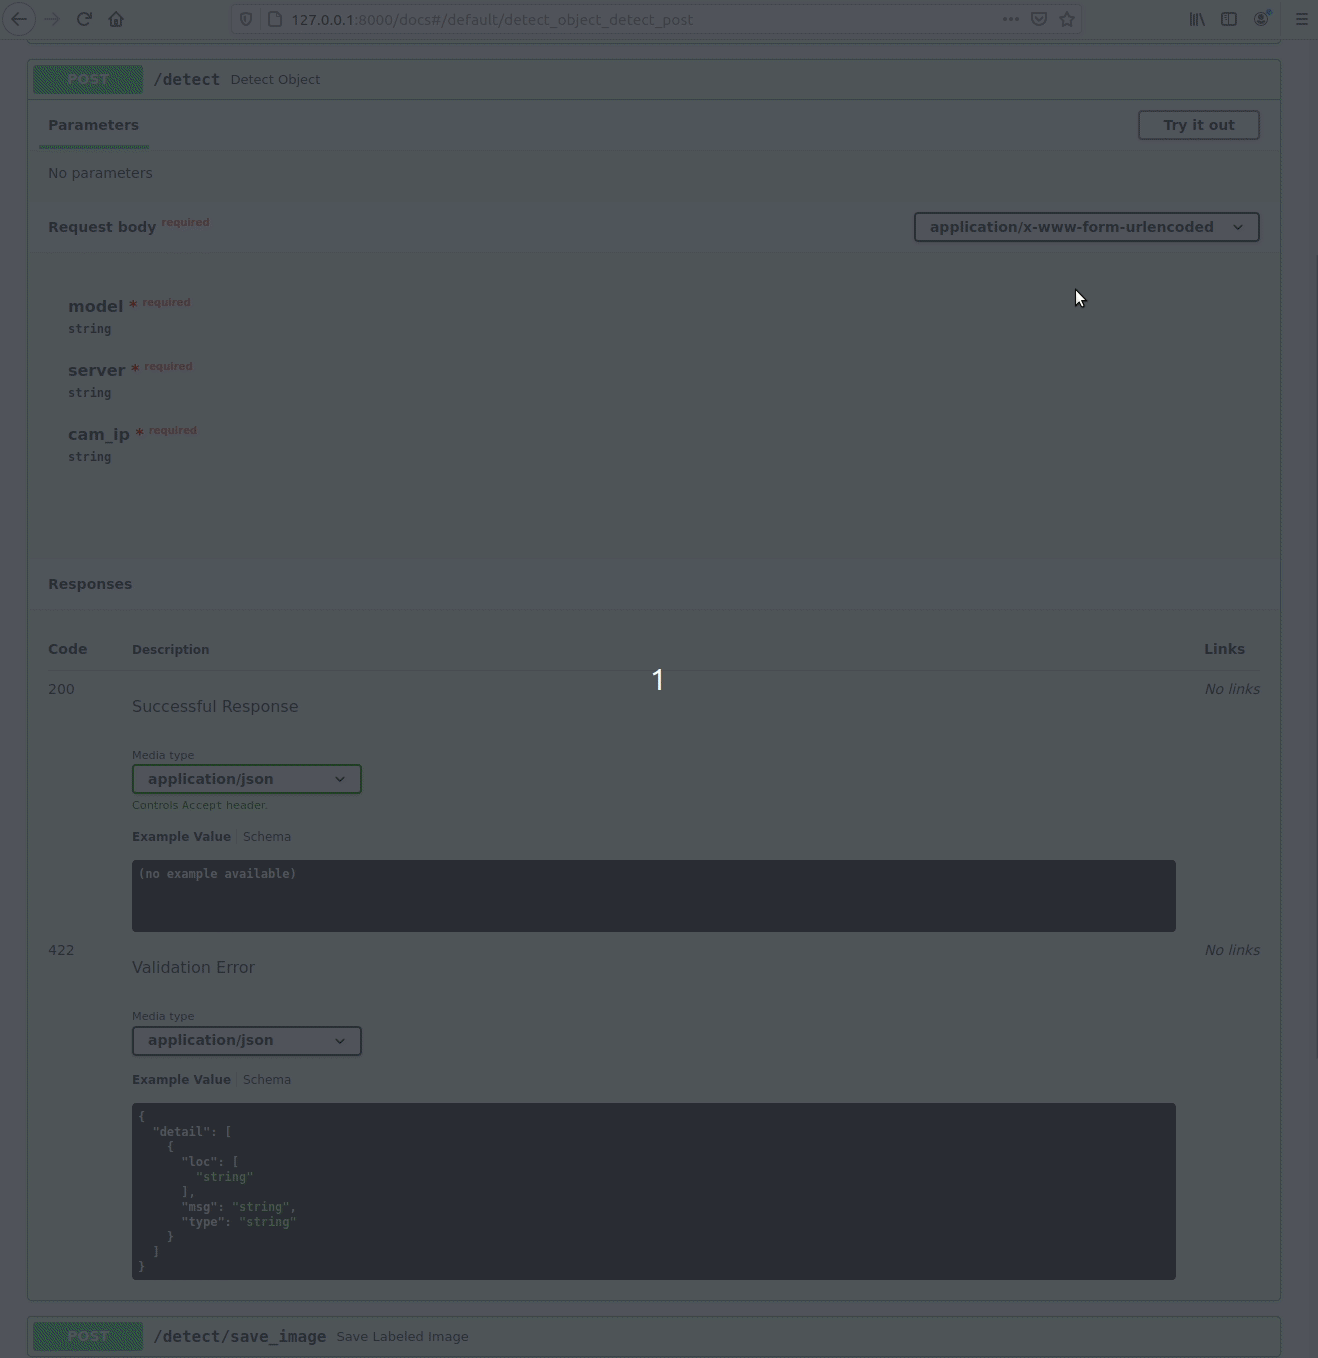 127.0.0.1:8000/docs#/default/detect_object_detect_post
POST /detect Detect Object
Parameters
Try it out
No parameters
Request body required
application/x-www-form-urlencoded
model * required
string
server * required
string
cam_ip * required
string
Responses
Code Description Links
200 Successful Response No links
Media type
application/json
Controls Accept header.
Example Value Schema
(no example available)
1
422 Validation Error No links
Media type
application/json
Example Value Schema
{
  "detail": [
    {
      "loc": [
        "string"
      ],
      "msg": "string",
      "type": "string"
    }
  ]
}
POST /detect/save_image Save Labeled Image